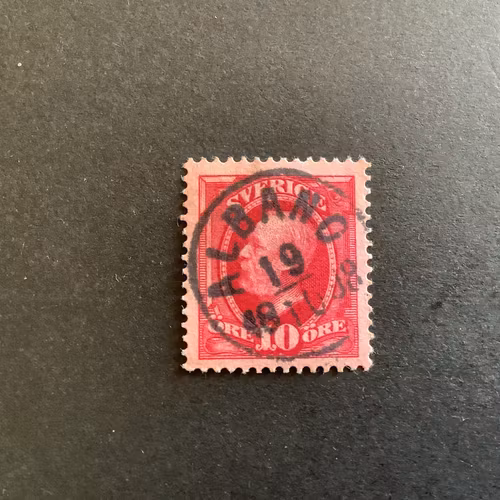 SVERIGE
ALBANO
19
ÖRE 10 ÖRE